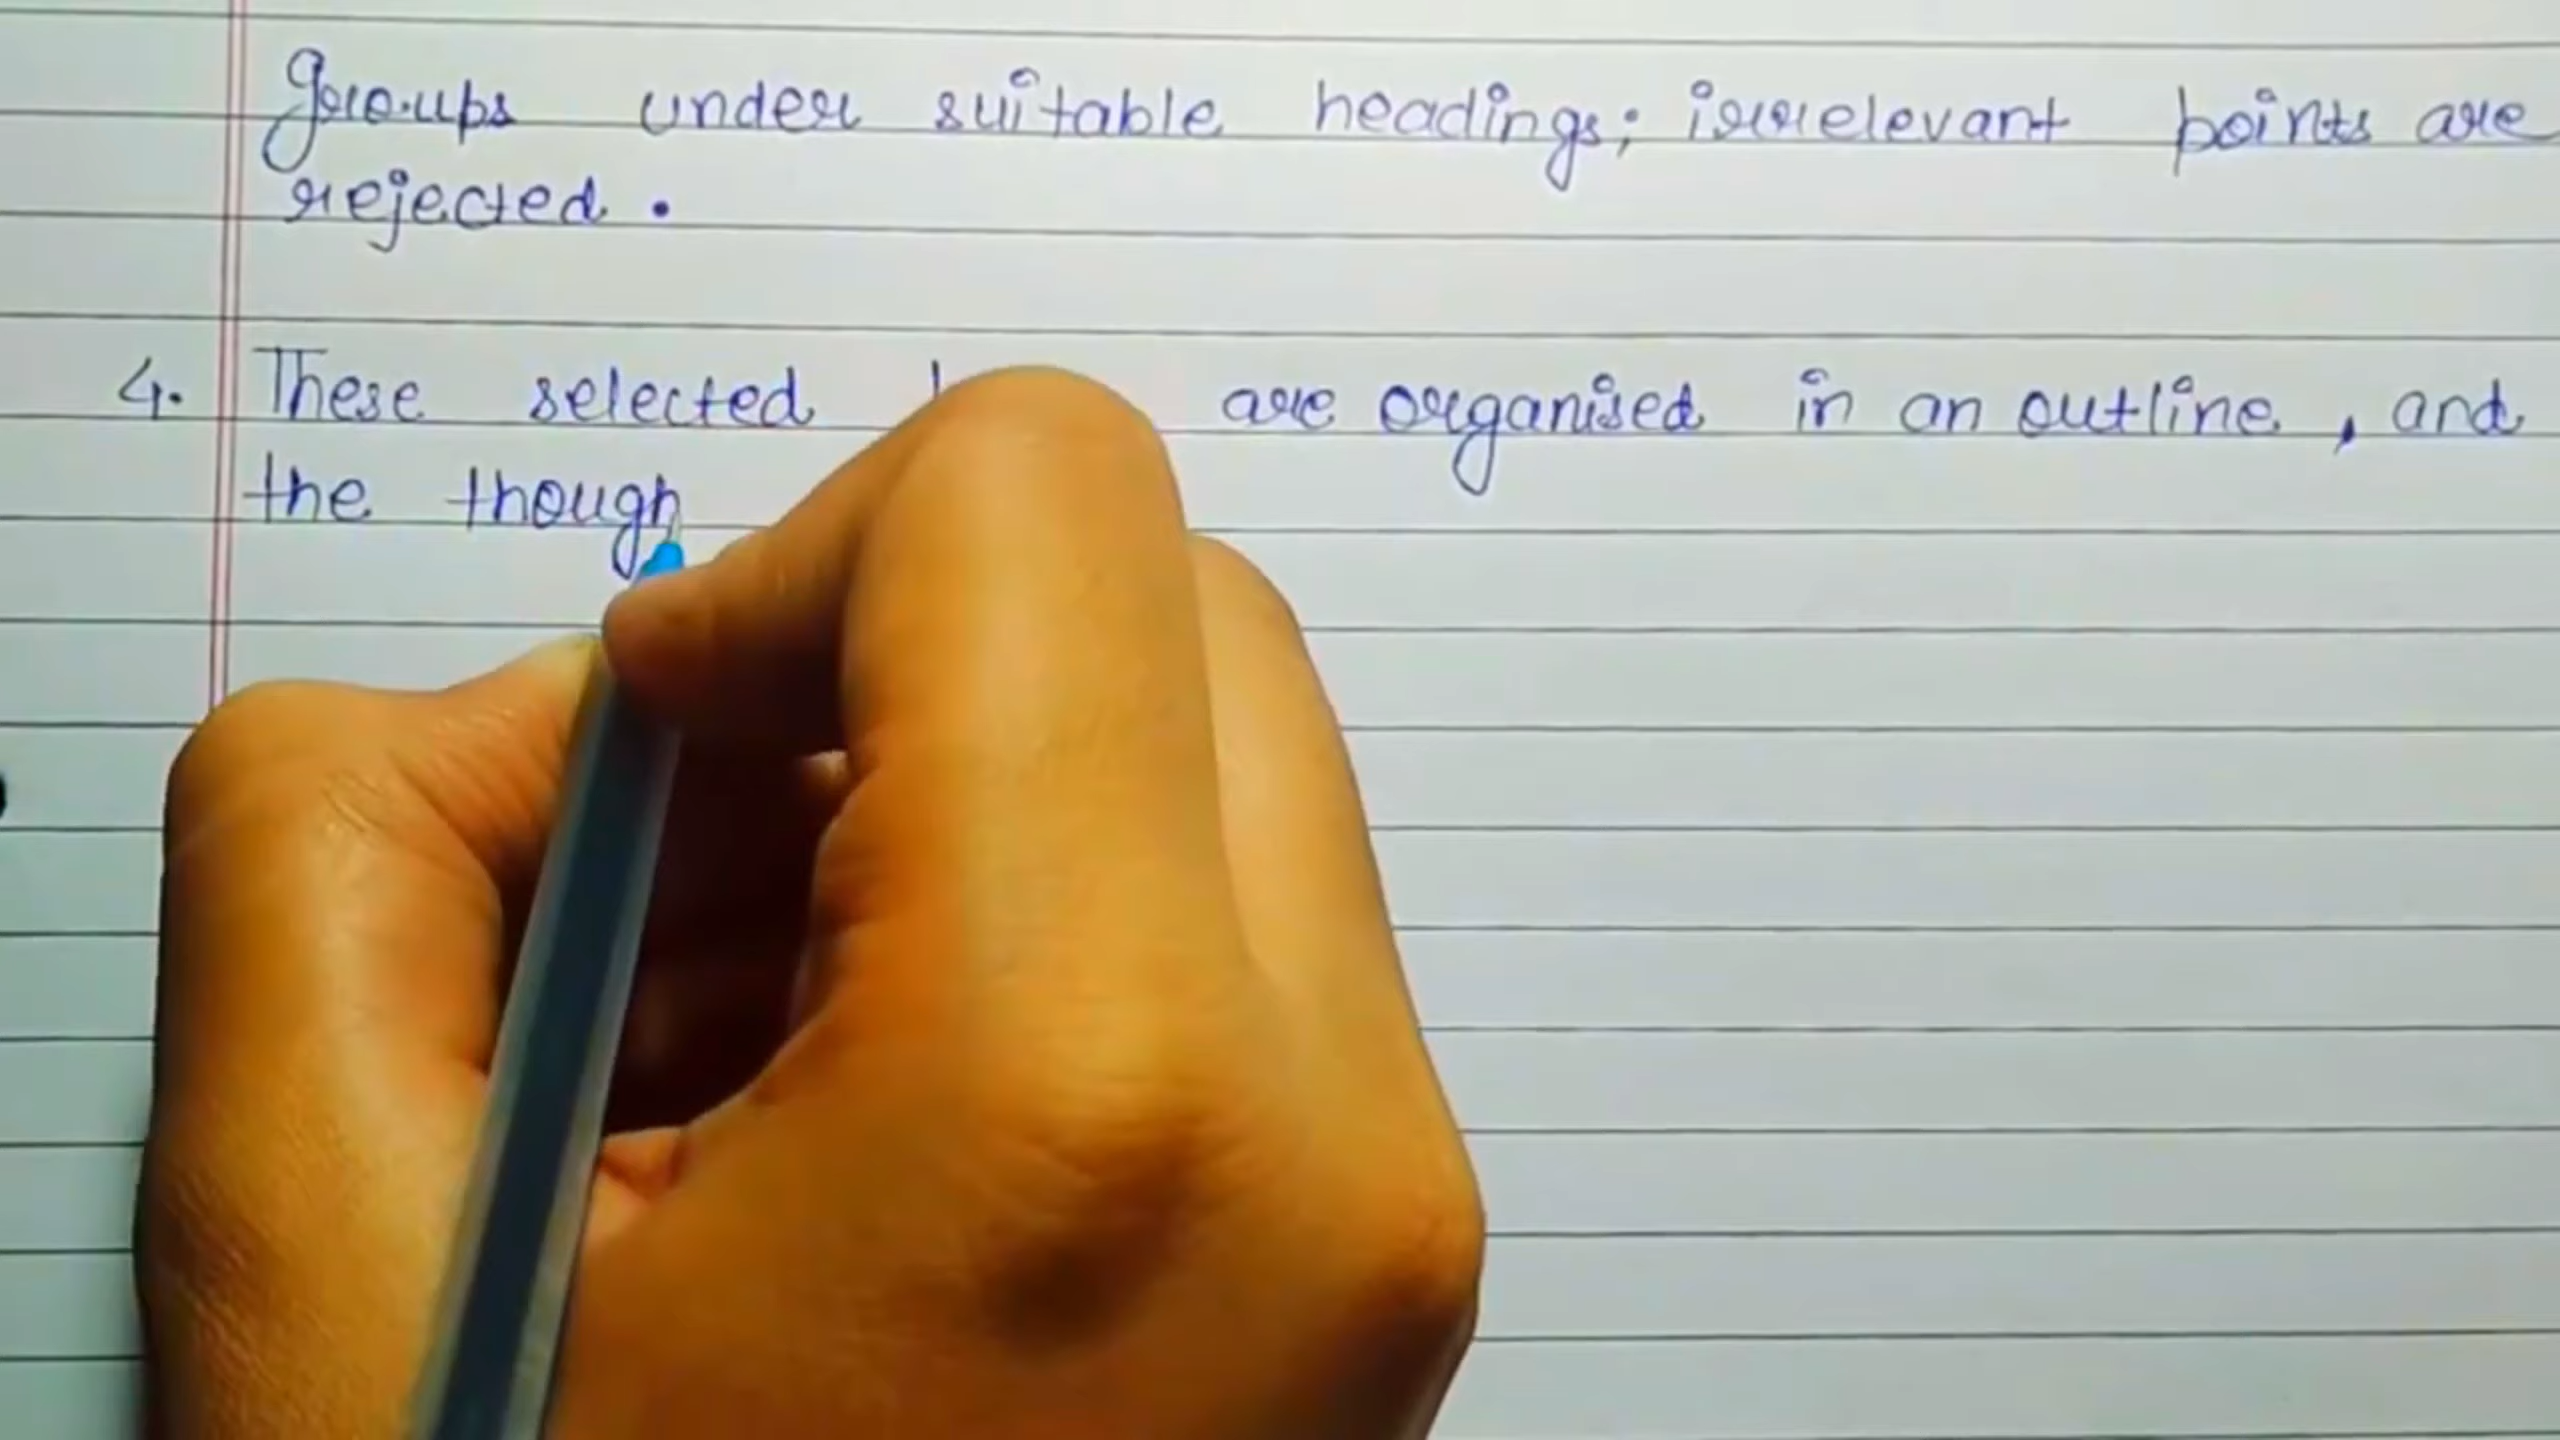 groups under suitable headings; irrelevant points are
rejected.
4. These selected are organised in an outline, and
the though